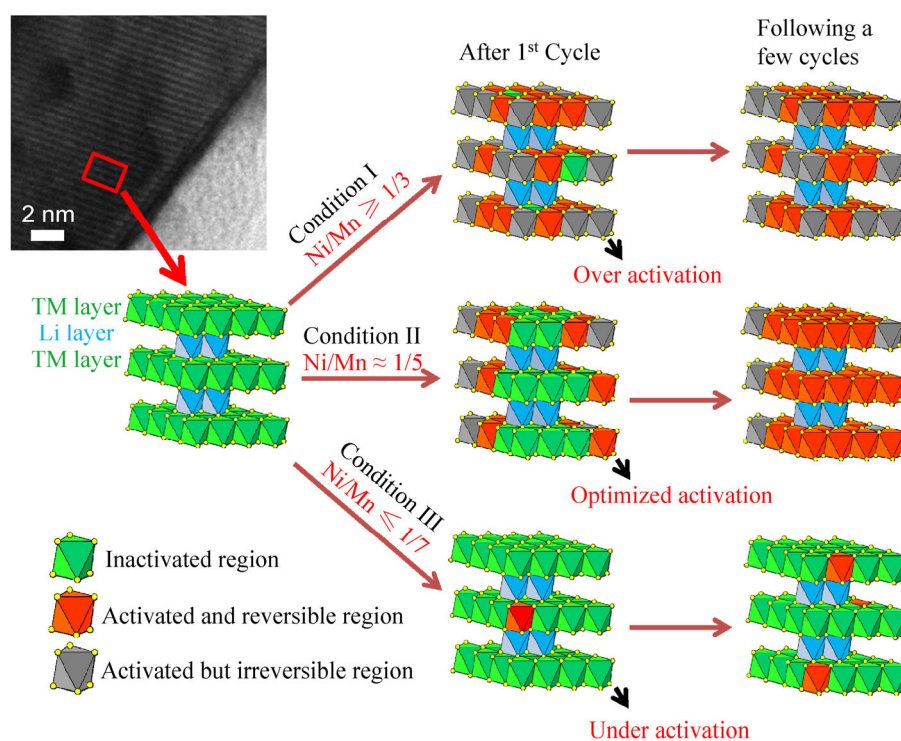 After 1st Cycle
Following a
few cycles
2 nm
Condition I
Ni/Mn ⩾ 1/3
Over activation
TM layer
Li layer
TM layer
Condition II
Ni/Mn ≈ 1/5
Optimized activation
Condition III
Ni/Mn ⩽ 1/7
Inactivated region
Activated and reversible region
Activated but irreversible region
Under activation